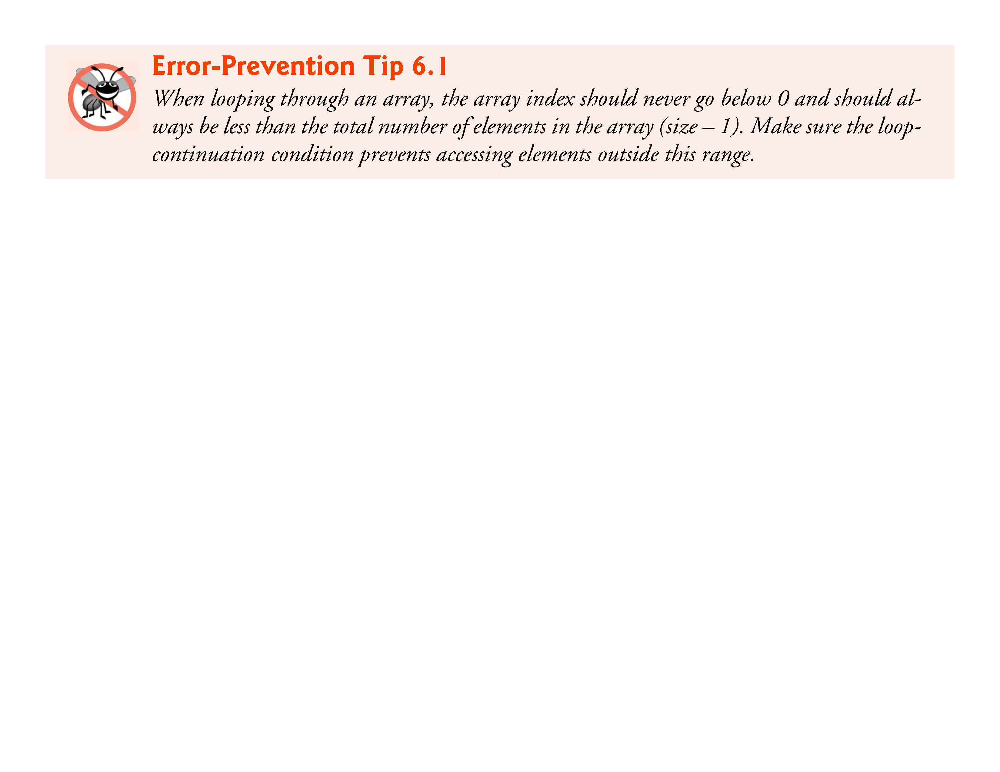 Error-Prevention Tip 6.1
When looping through an array, the array index should never go below 0 and should al-
ways be less than the total number of elements in the array (size – 1). Make sure the loop-
continuation condition prevents accessing elements outside this range.